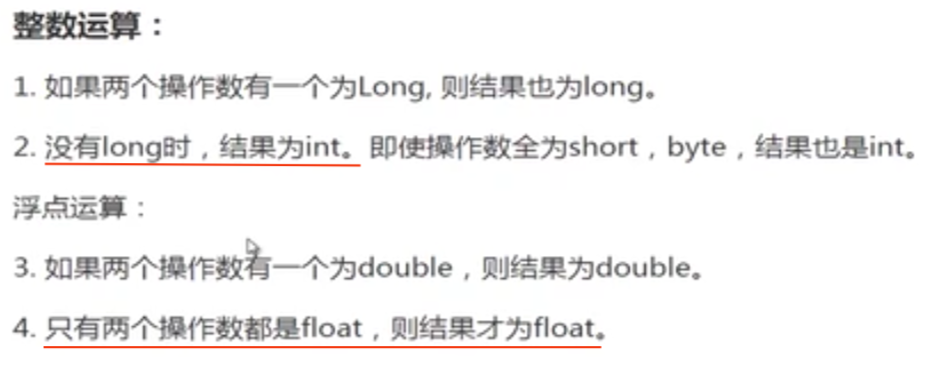 整数运算：
1. 如果两个操作数有一个为Long, 则结果也为long。
2. 没有long时，结果为int。即使操作数全为short，byte，结果也是int。
浮点运算：
3. 如果两个操作数有一个为double，则结果为double。
4. 只有两个操作数都是float，则结果才为float。